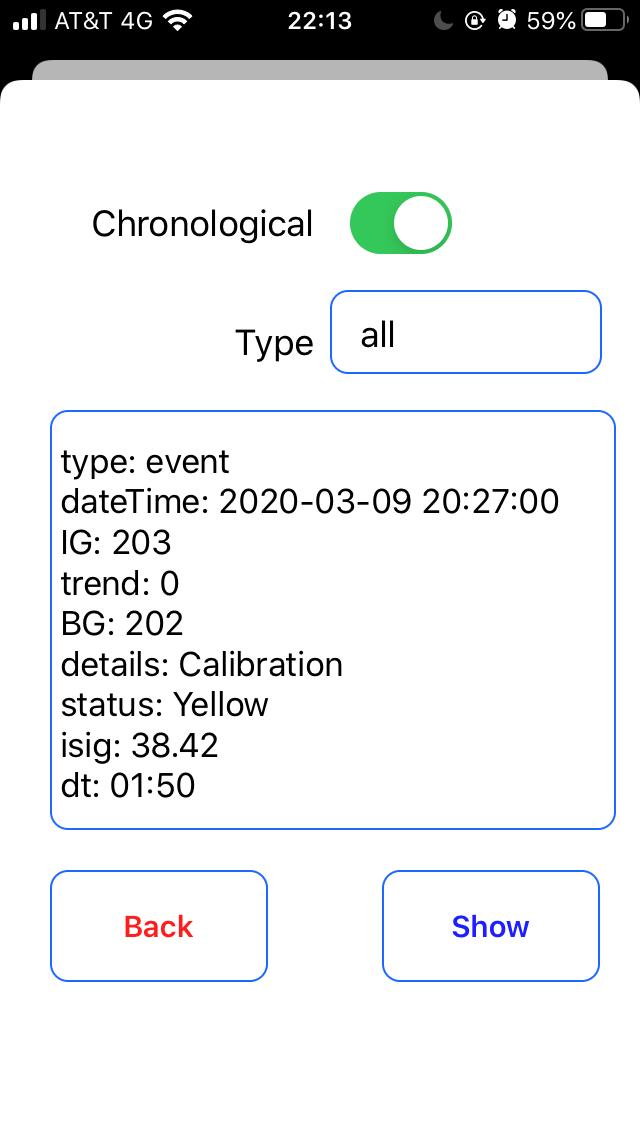 AT&T 4G 22:13 59%
Chronological
Type all
type: event
dateTime: 2020-03-09 20:27:00
IG: 203
trend: 0
BG: 202
details: Calibration
status: Yellow
isig: 38.42
dt: 01:50
Back Show